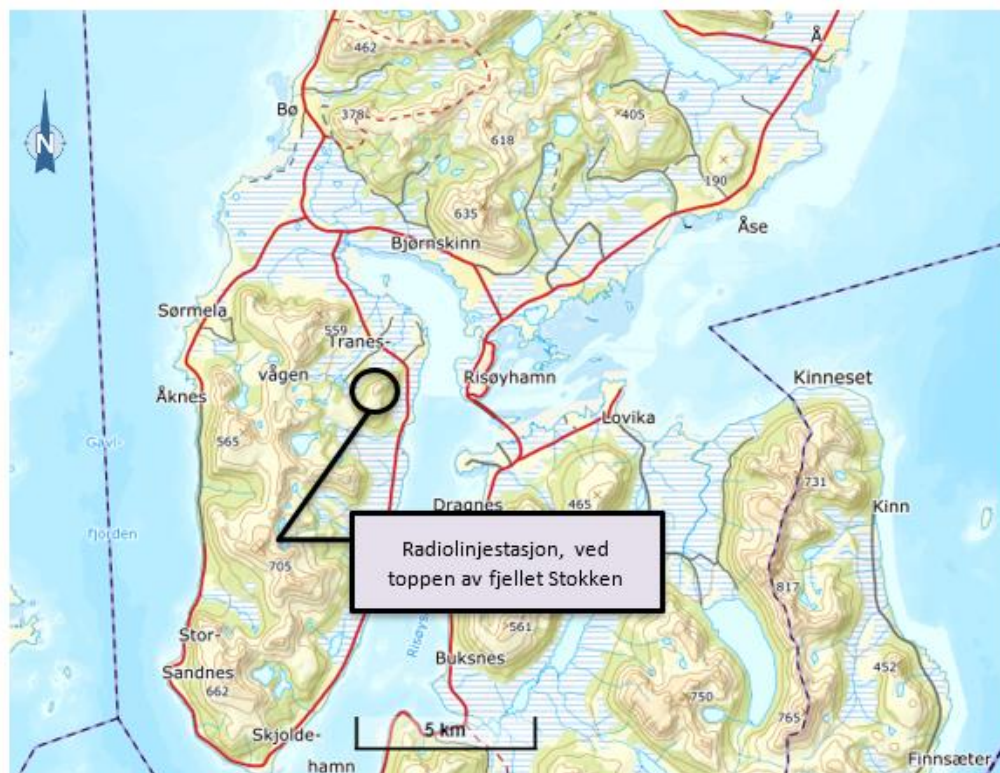 Å
462
Bø
378
405
618
N
190
635
Åse
Bjørnskinn
Sørmela
559
Tranes-
vågen
Risøyhamn
Kinneset
Åknes
Lovika
Gavl-
565
731
465
Dragnes
Kinn
fjorden
Radiolinjestasjon, ved
toppen av fjellet Stokken
705
817
Risøys
561
Stor-
Buksnes
Sandnes
452
662
750
765
Skjolde-
hamn
5 km
Finnsæter